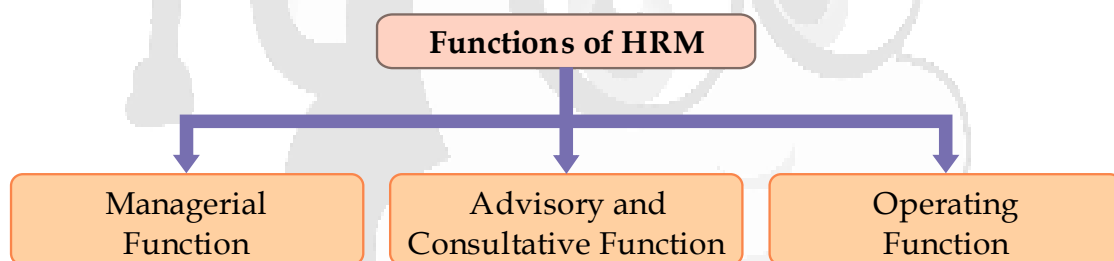 Functions of HRM
Managerial
Function
Advisory and
Consultative Function
Operating
Function